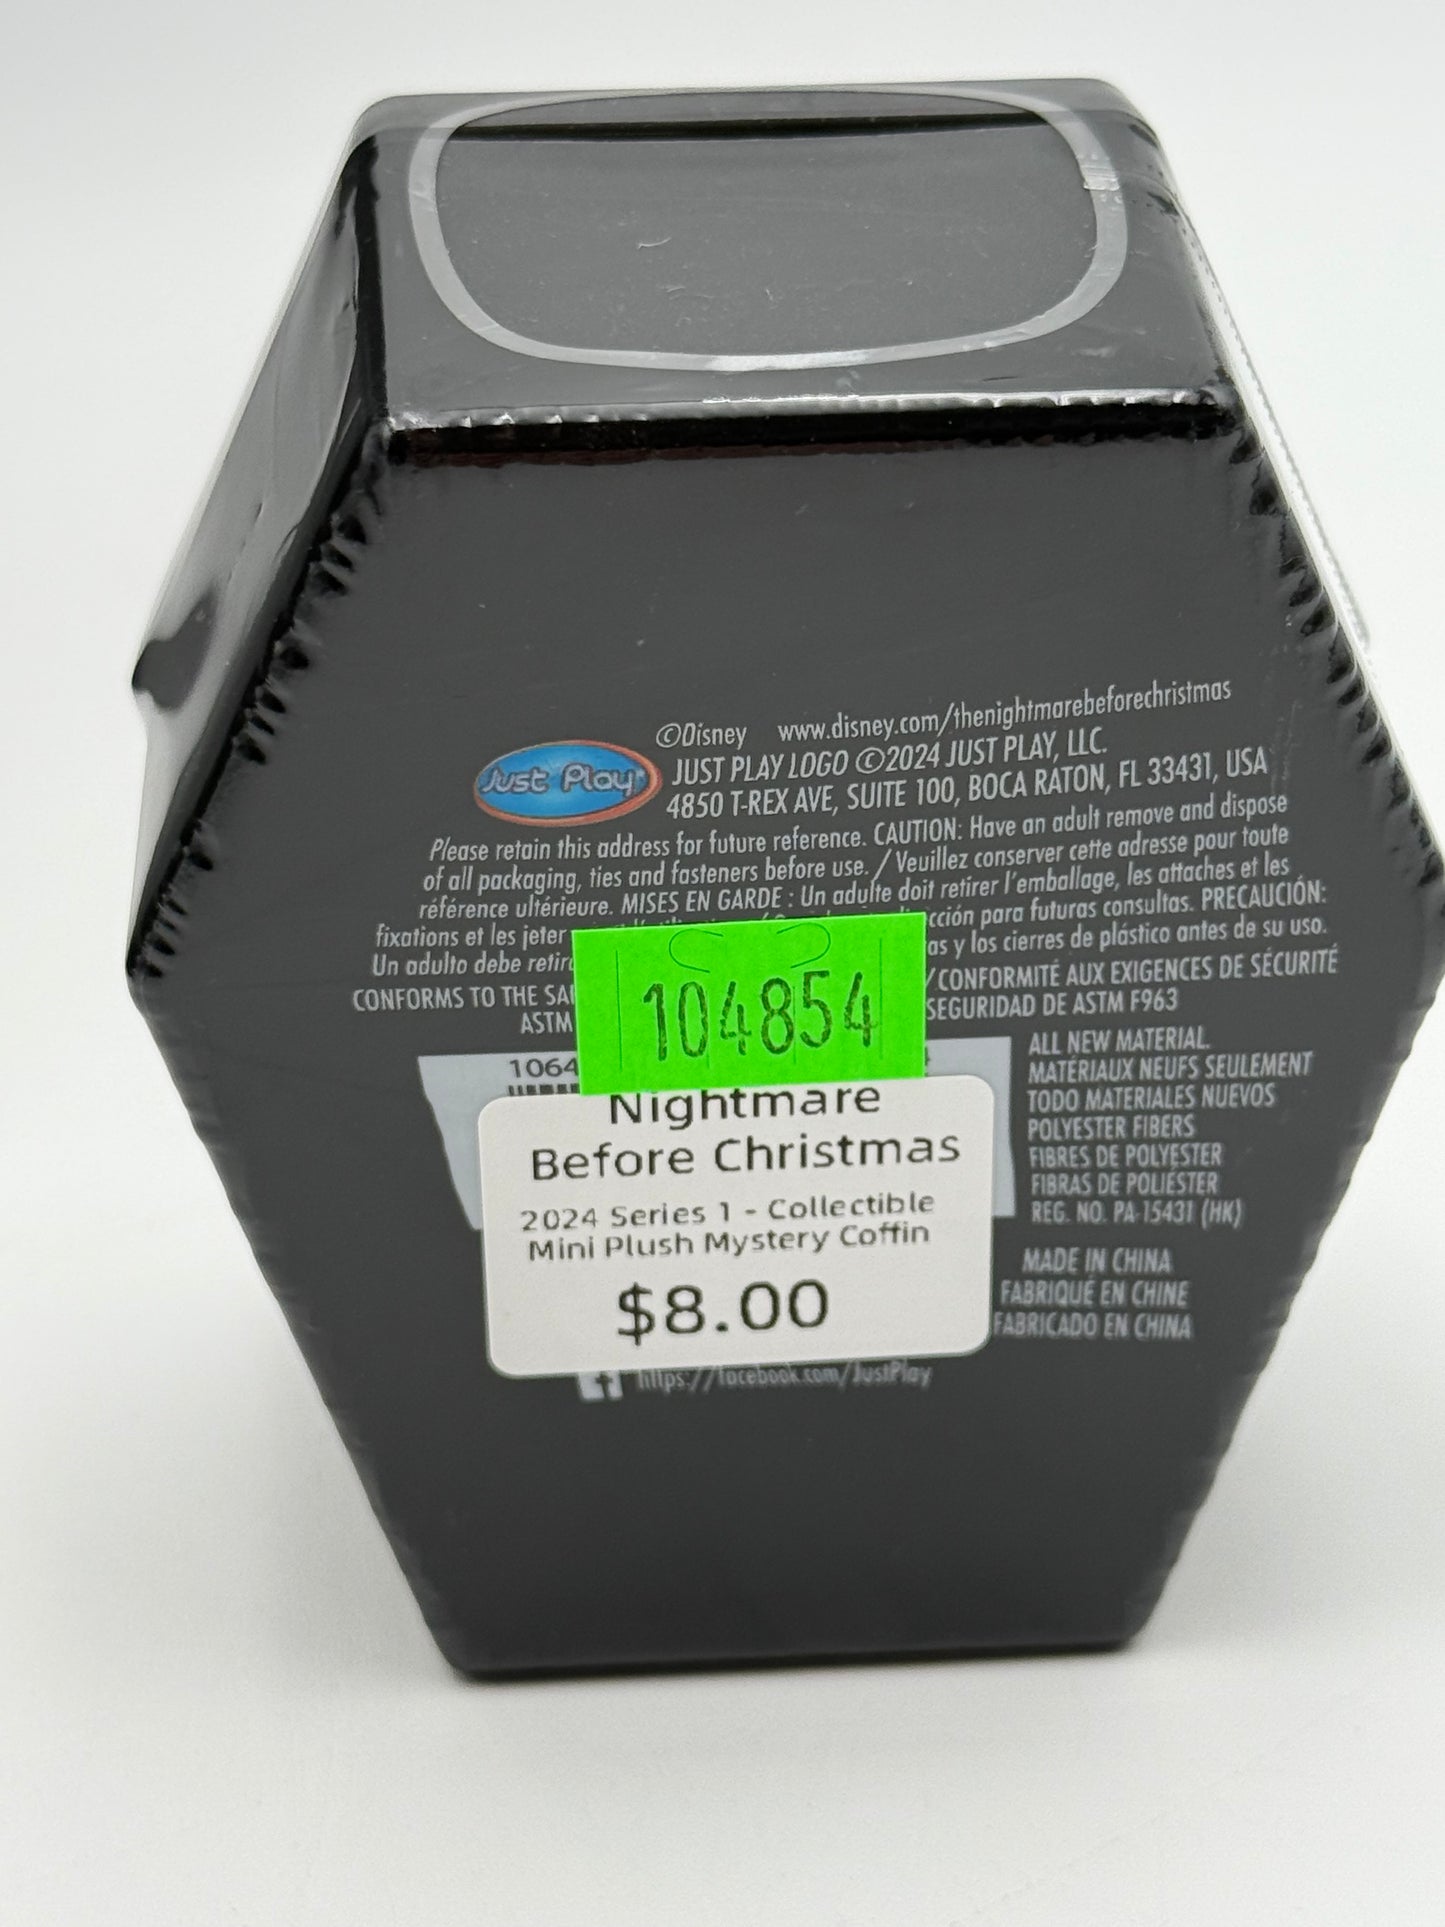 ©Disney www.disney.com/thenightmarebeforechristmas
Just Play
JUST PLAY LOGO ©2024 JUST PLAY, LLC.
4850 T-REX AVE, SUITE 100, BOCA RATON, FL 33431, USA
Please retain this address for future reference. CAUTION: Have an adult remove and dispose
of all packaging, ties and fasteners before use. / Veuillez conserver cette adresse pour toute
référence ultérieure. MISES EN GARDE : Un adulte doit retirer l'emballage, les attaches et les
fixations et les jeter para futuras consultas. PRECAUCIÓN:
Un adulto debe y los cierres de plástico antes de su uso.
CONFORMS TO THE /CONFORMITÉ AUX EXIGENCES DE SÉCURITÉ
ASTM SEGURIDAD DE ASTM F963
104854
1064
Nightmare
Before Christmas
2024 Series 1 - Collectible
Mini Plush Mystery Coffin
$8.00
ALL NEW MATERIAL.
MATÉRIAUX NEUFS SEULEMENT
TODO MATERIALES NUEVOS
POLYESTER FIBERS
FIBRES DE POLYESTER
FIBRAS DE POLIÉSTER
REG. NO. PA-15431 (HK)
MADE IN CHINA
FABRIQUÉ EN CHINE
FABRICADO EN CHINA
https://facebook.com/JustPlay